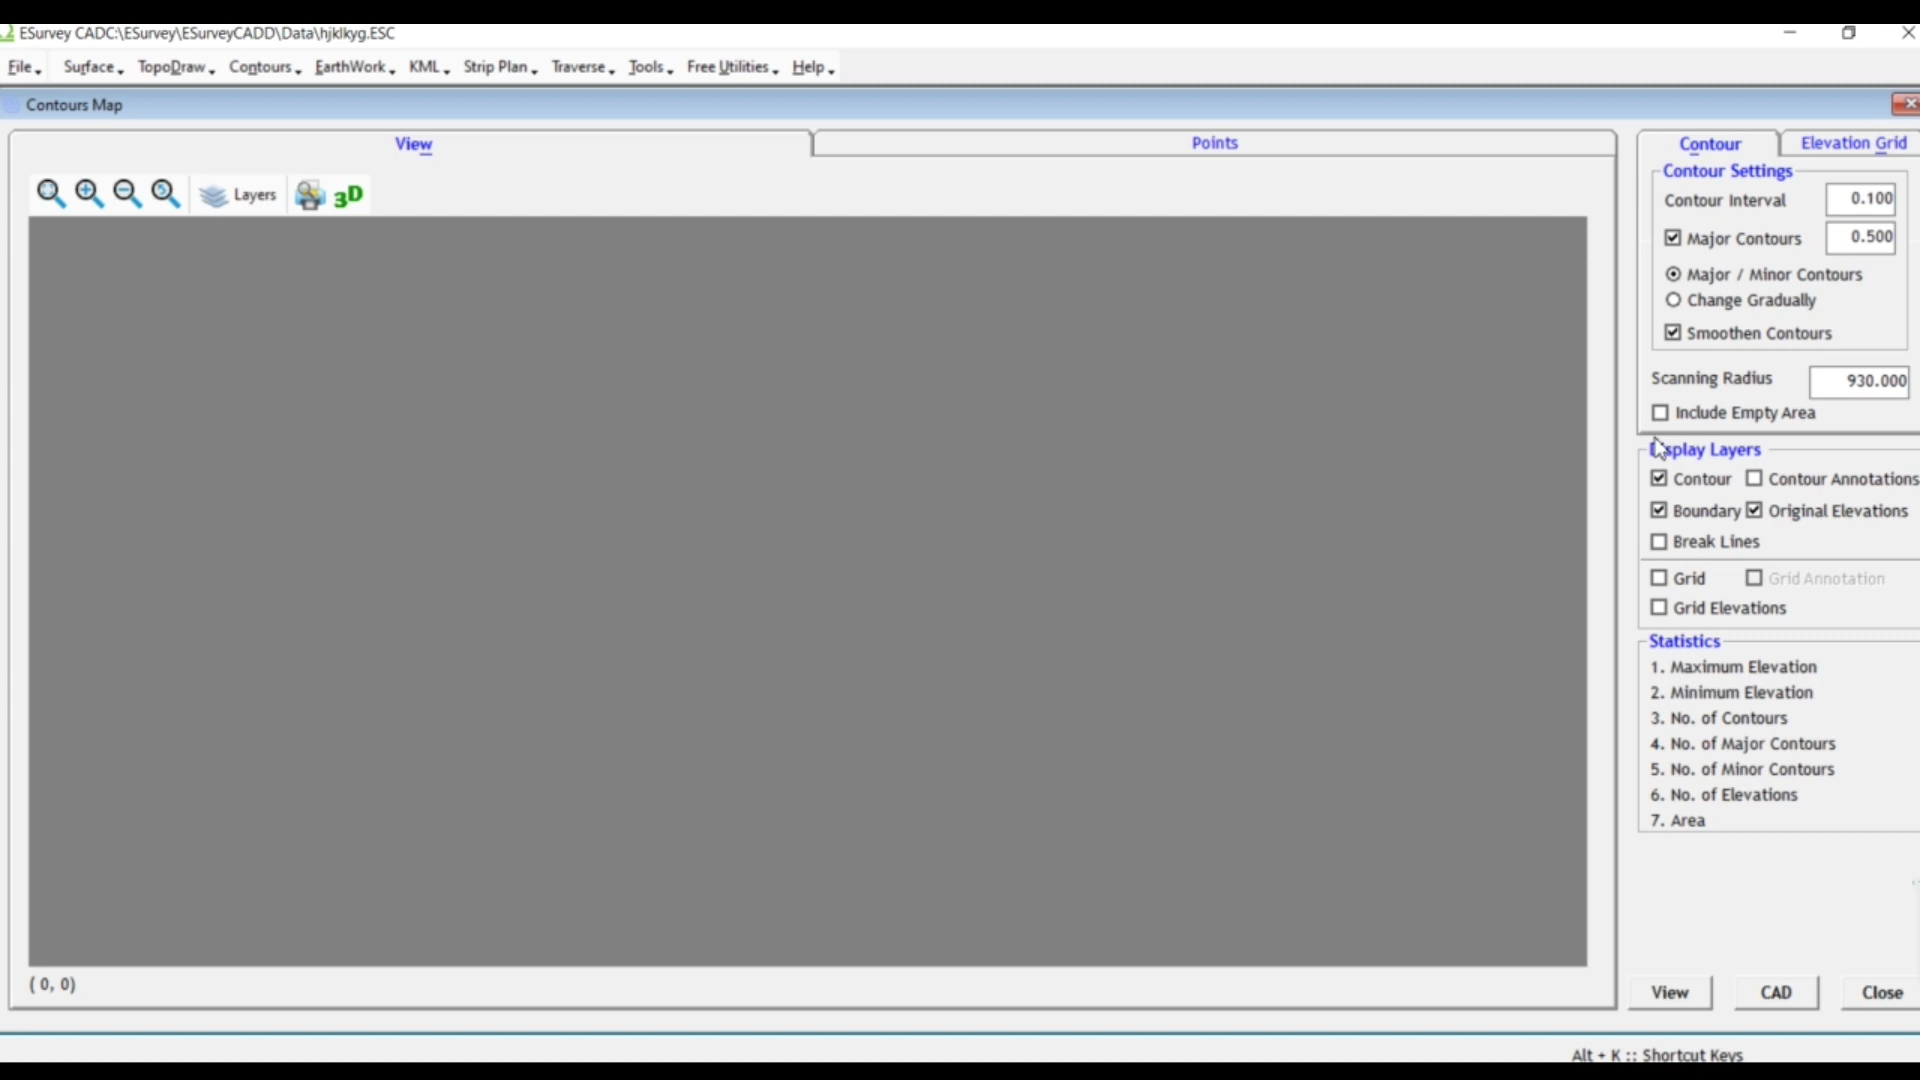 ESurvey CADC:\ESurvey\ESurveyCADD\Data\hjklkyg.ESC
File Surface TopoDraw Contours EarthWork KML Strip Plan Traverse Tools Free Utilities Help
Contours Map
View Points Contour Elevation Grid
Layers 3D
Contour Settings
Contour Interval 0.100
Major Contours 0.500
Major / Minor Contours
Change Gradually
Smoothen Contours
Scanning Radius 930.000
Include Empty Area
splay Layers
Contour Contour Annotations
Boundary Original Elevations
Break Lines
Grid Grid Annotation
Grid Elevations
Statistics
1. Maximum Elevation
2. Minimum Elevation
3. No. of Contours
4. No. of Major Contours
5. No. of Minor Contours
6. No. of Elevations
7. Area
( 0, 0)
View CAD Close
Alt + K :: Shortcut Keys